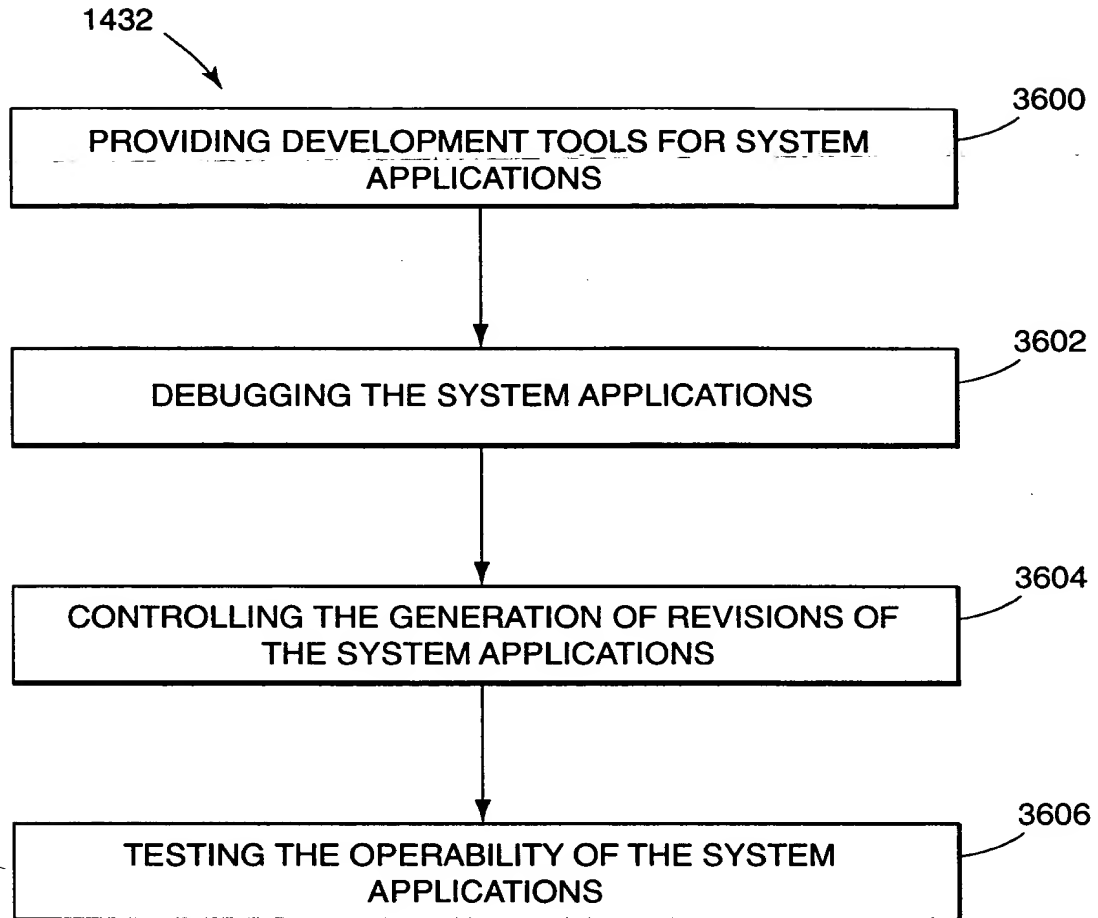 1432
3600
PROVIDING DEVELOPMENT TOOLS FOR SYSTEM
APPLICATIONS
3602
DEBUGGING THE SYSTEM APPLICATIONS
3604
CONTROLLING THE GENERATION OF REVISIONS OF
THE SYSTEM APPLICATIONS
3606
TESTING THE OPERABILITY OF THE SYSTEM
APPLICATIONS